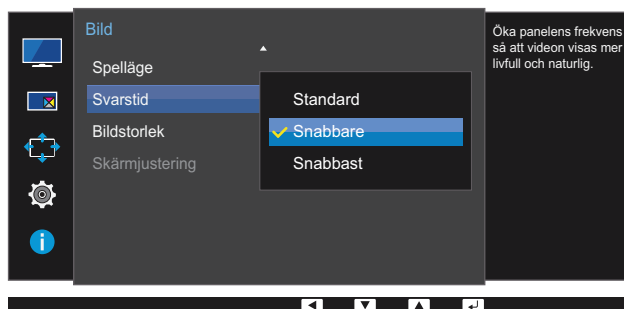 Bild
Spelläge
Svarstid
Bildstorlek
Skärmjustering
Standard
Snabbare
Snabbast
Öka panelens frekvens
så att videon visas mer
livfull och naturlig.